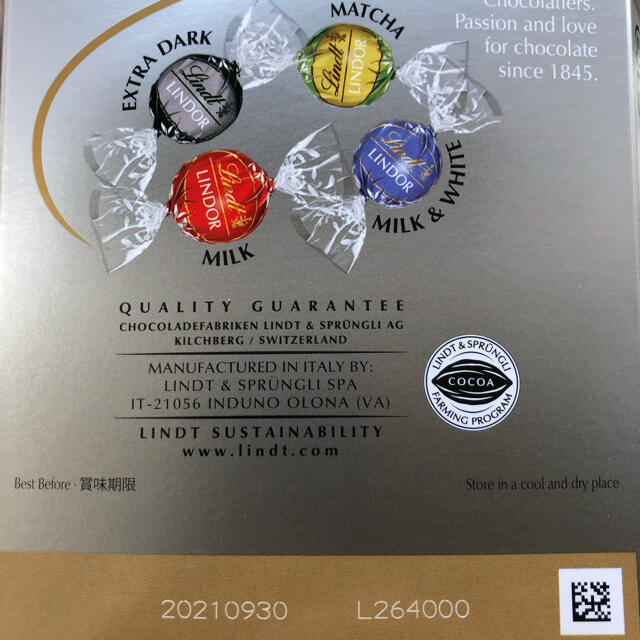 Chocolatiers.
Passion and love
for chocolate
since 1845.
EXTRA DARK
Lindt
LINDOR
MATCHA
Lindt
LINDOR
Lindt
LINDOR
MILK
Lindt
LINDOR
MILK & WHITE
QUALITY GUARANTEE
CHOCOLADEFABRIKEN LINDT & SPRÜNGLI AG
KILCHBERG / SWITZERLAND
MANUFACTURED IN ITALY BY:
LINDT & SPRÜNGLI SPA
IT-21056 INDUNO OLONA (VA)
LINDT SUSTAINABILITY
www.lindt.com
LINDT & SPRÜNGLI
COCOA
FARMING PROGRAM
Best Before · 賞味期限
Store in a cool and dry place
20210930 L264000